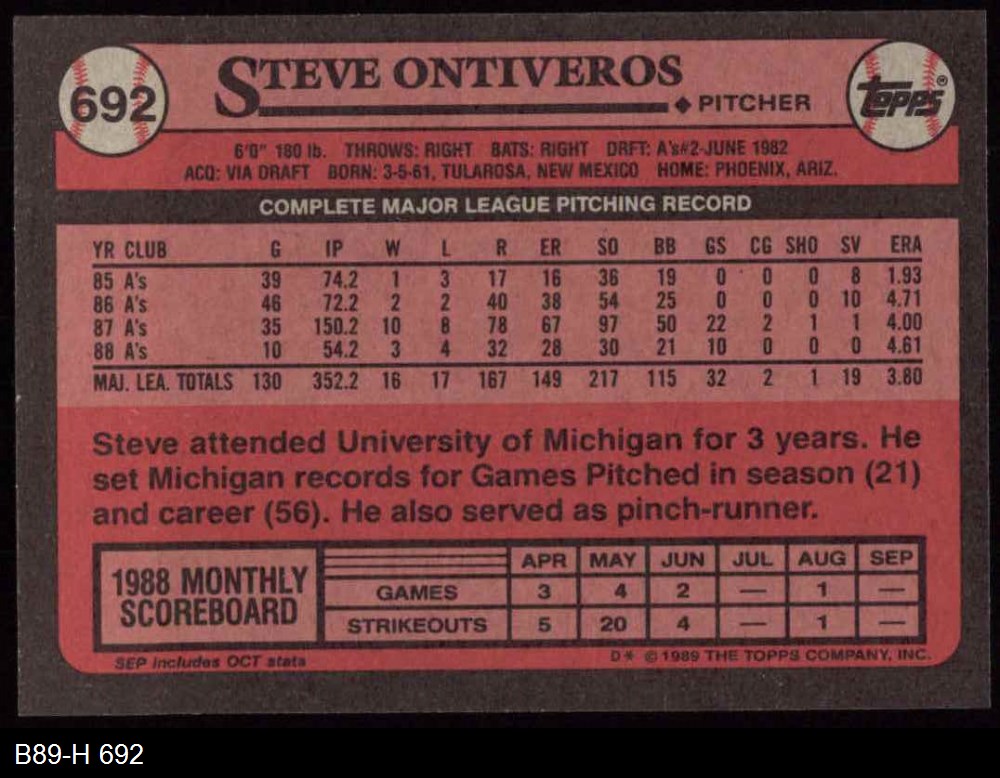 692
STEVE ONTIVEROS
PITCHER
topps®
6'0" 180 lb. THROWS: RIGHT BATS: RIGHT DRFT: A's#2-JUNE 1982
ACQ: VIA DRAFT BORN: 3-5-61, TULAROSA, NEW MEXICO HOME: PHOENIX, ARIZ.
COMPLETE MAJOR LEAGUE PITCHING RECORD
YR CLUB G IP W L R ER SO BB GS CG SHO SV ERA
85 A's 39 74.2 1 3 17 16 36 19 0 0 0 8 1.93
86 A's 46 72.2 2 2 40 38 54 25 0 0 0 10 4.71
87 A's 35 150.2 10 8 78 67 97 50 22 2 1 1 4.00
88 A's 10 54.2 3 4 32 28 30 21 10 0 0 0 4.61
MAJ. LEA. TOTALS 130 352.2 16 17 167 149 217 115 32 2 1 19 3.80
Steve attended University of Michigan for 3 years. He
set Michigan records for Games Pitched in season (21)
and career (56). He also served as pinch-runner.
1988 MONTHLY
SCOREBOARD
APR MAY JUN JUL AUG SEP
GAMES 3 4 2 — 1 —
STRIKEOUTS 5 20 4 — 1 —
SEP includes OCT stats
D* © 1989 THE TOPPS COMPANY, INC.
B89-H 692